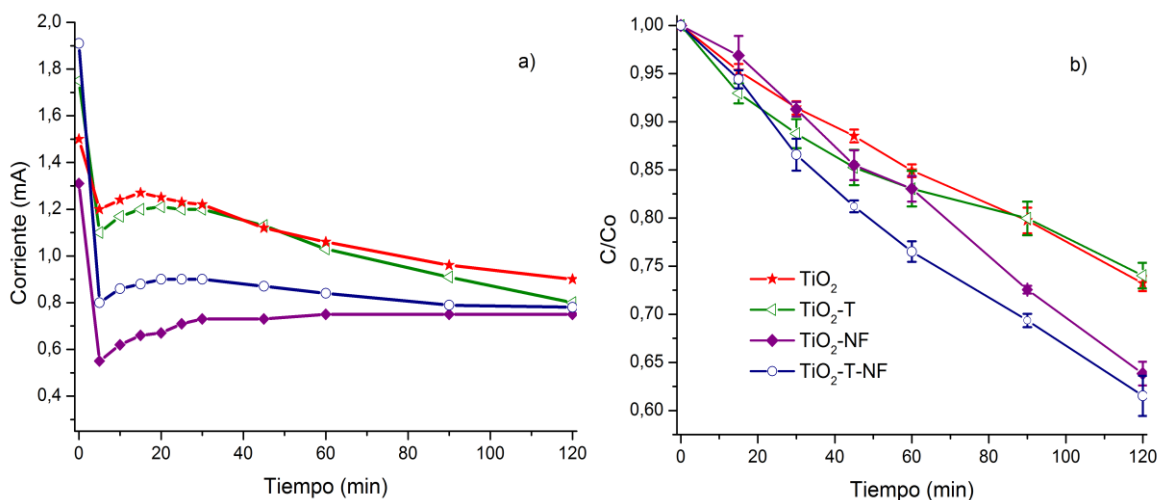 2,0
1,8
1,6
1,4
1,2
1,0
0,8
0,6
0,4
Corriente (mA)
a)
0 20 40 60 80 100 120
Tiempo (min)
1,00
0,95
0,90
0,85
0,80
0,75
0,70
0,65
0,60
C/Co
b)
TiO2
TiO2-T
TiO2-NF
TiO2-T-NF
0 20 40 60 80 100 120
Tiempo (min)